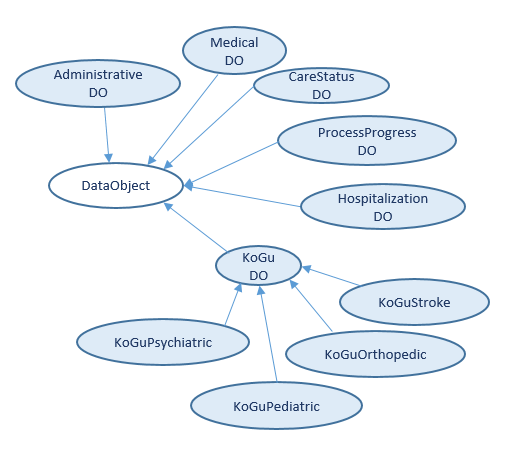 Medical
DO
Administrative
DO
CareStatus
DO
ProcessProgress
DO
DataObject
Hospitalization
DO
KoGu
DO
KoGuStroke
KoGuPsychiatric
KoGuOrthopedic
KoGuPediatric